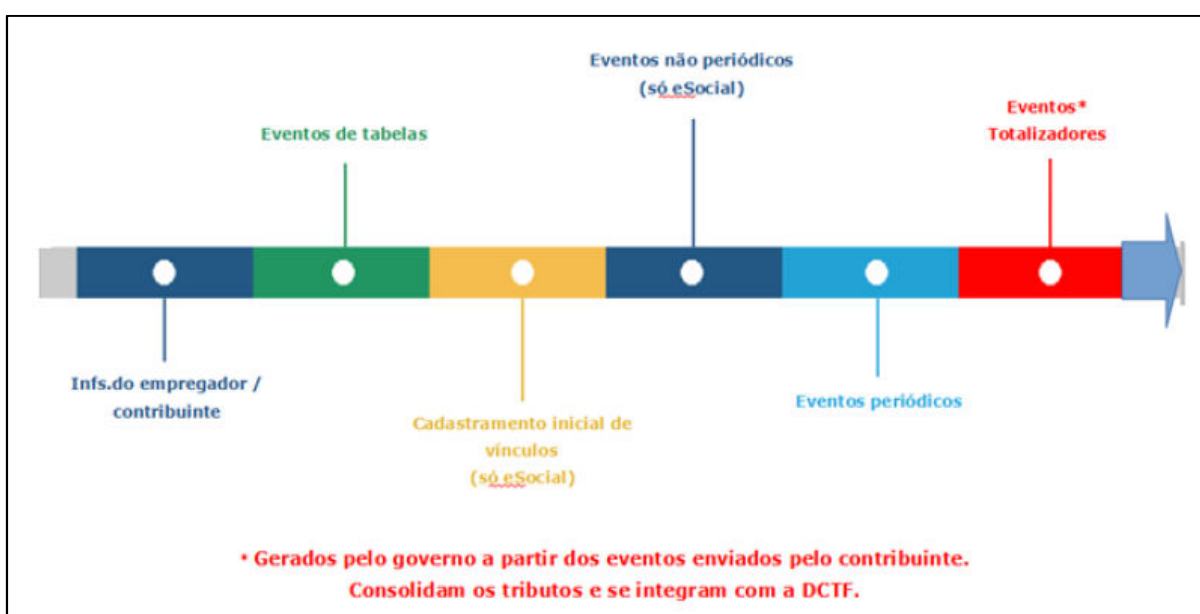 Eventos não periódicos
(só eSocial)
Eventos*
Totalizadores
Eventos de tabelas
Infs.do empregador /
contribuinte
Eventos periódicos
Cadastramento inicial de
vínculos
(só eSocial)
* Gerados pelo governo a partir dos eventos enviados pelo contribuinte.
Consolidam os tributos e se integram com a DCTF.